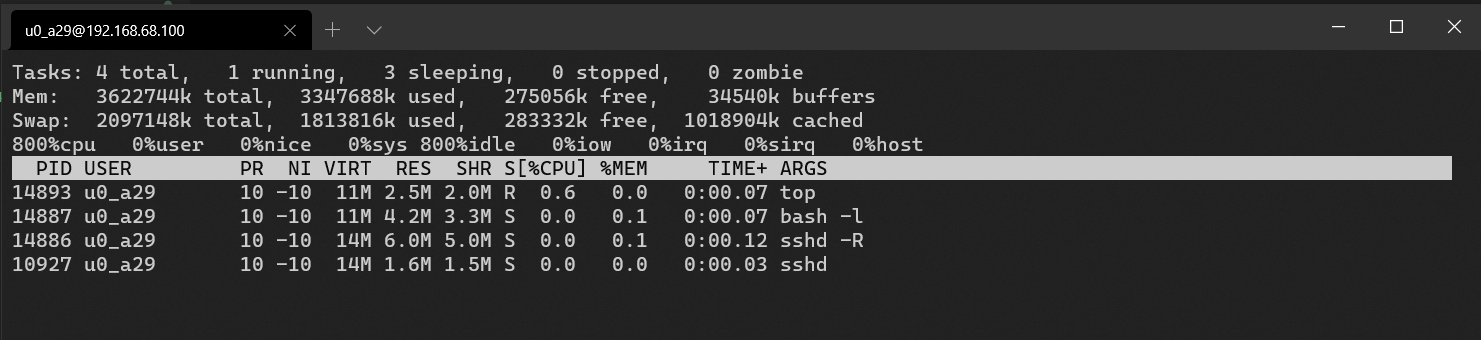 u0_a29@192.168.68.100
Tasks: 4 total,   1 running,   3 sleeping,   0 stopped,   0 zombie
Mem:   3622744k total,  3347688k used,   275056k free,    34540k buffers
Swap:  2097148k total,  1813816k used,   283332k free,  1018904k cached
800%cpu   0%user   0%nice   0%sys 800%idle   0%iow   0%irq   0%sirq   0%host
  PID USER         PR  NI VIRT  RES  SHR S[%CPU] %MEM     TIME+ ARGS
14893 u0_a29       10 -10  11M 2.5M 2.0M R  0.6   0.0   0:00.07 top
14887 u0_a29       10 -10  11M 4.2M 3.3M S  0.0   0.1   0:00.07 bash -l
14886 u0_a29       10 -10  14M 6.0M 5.0M S  0.0   0.1   0:00.12 sshd -R
10927 u0_a29       10 -10  14M 1.6M 1.5M S  0.0   0.0   0:00.03 sshd